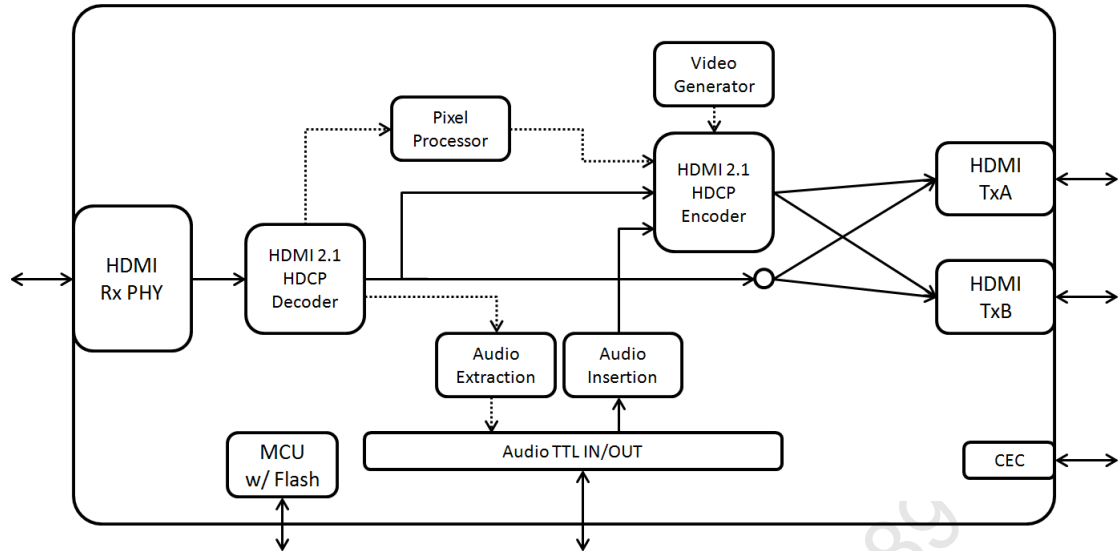 Video
Generator
Pixel
Processor
HDMI 2.1
HDCP
Encoder
HDMI
TxA
HDMI
Rx PHY
HDMI 2.1
HDCP
Decoder
HDMI
TxB
Audio
Extraction
Audio
Insertion
MCU
w/ Flash
Audio TTL IN/OUT
CEC
89